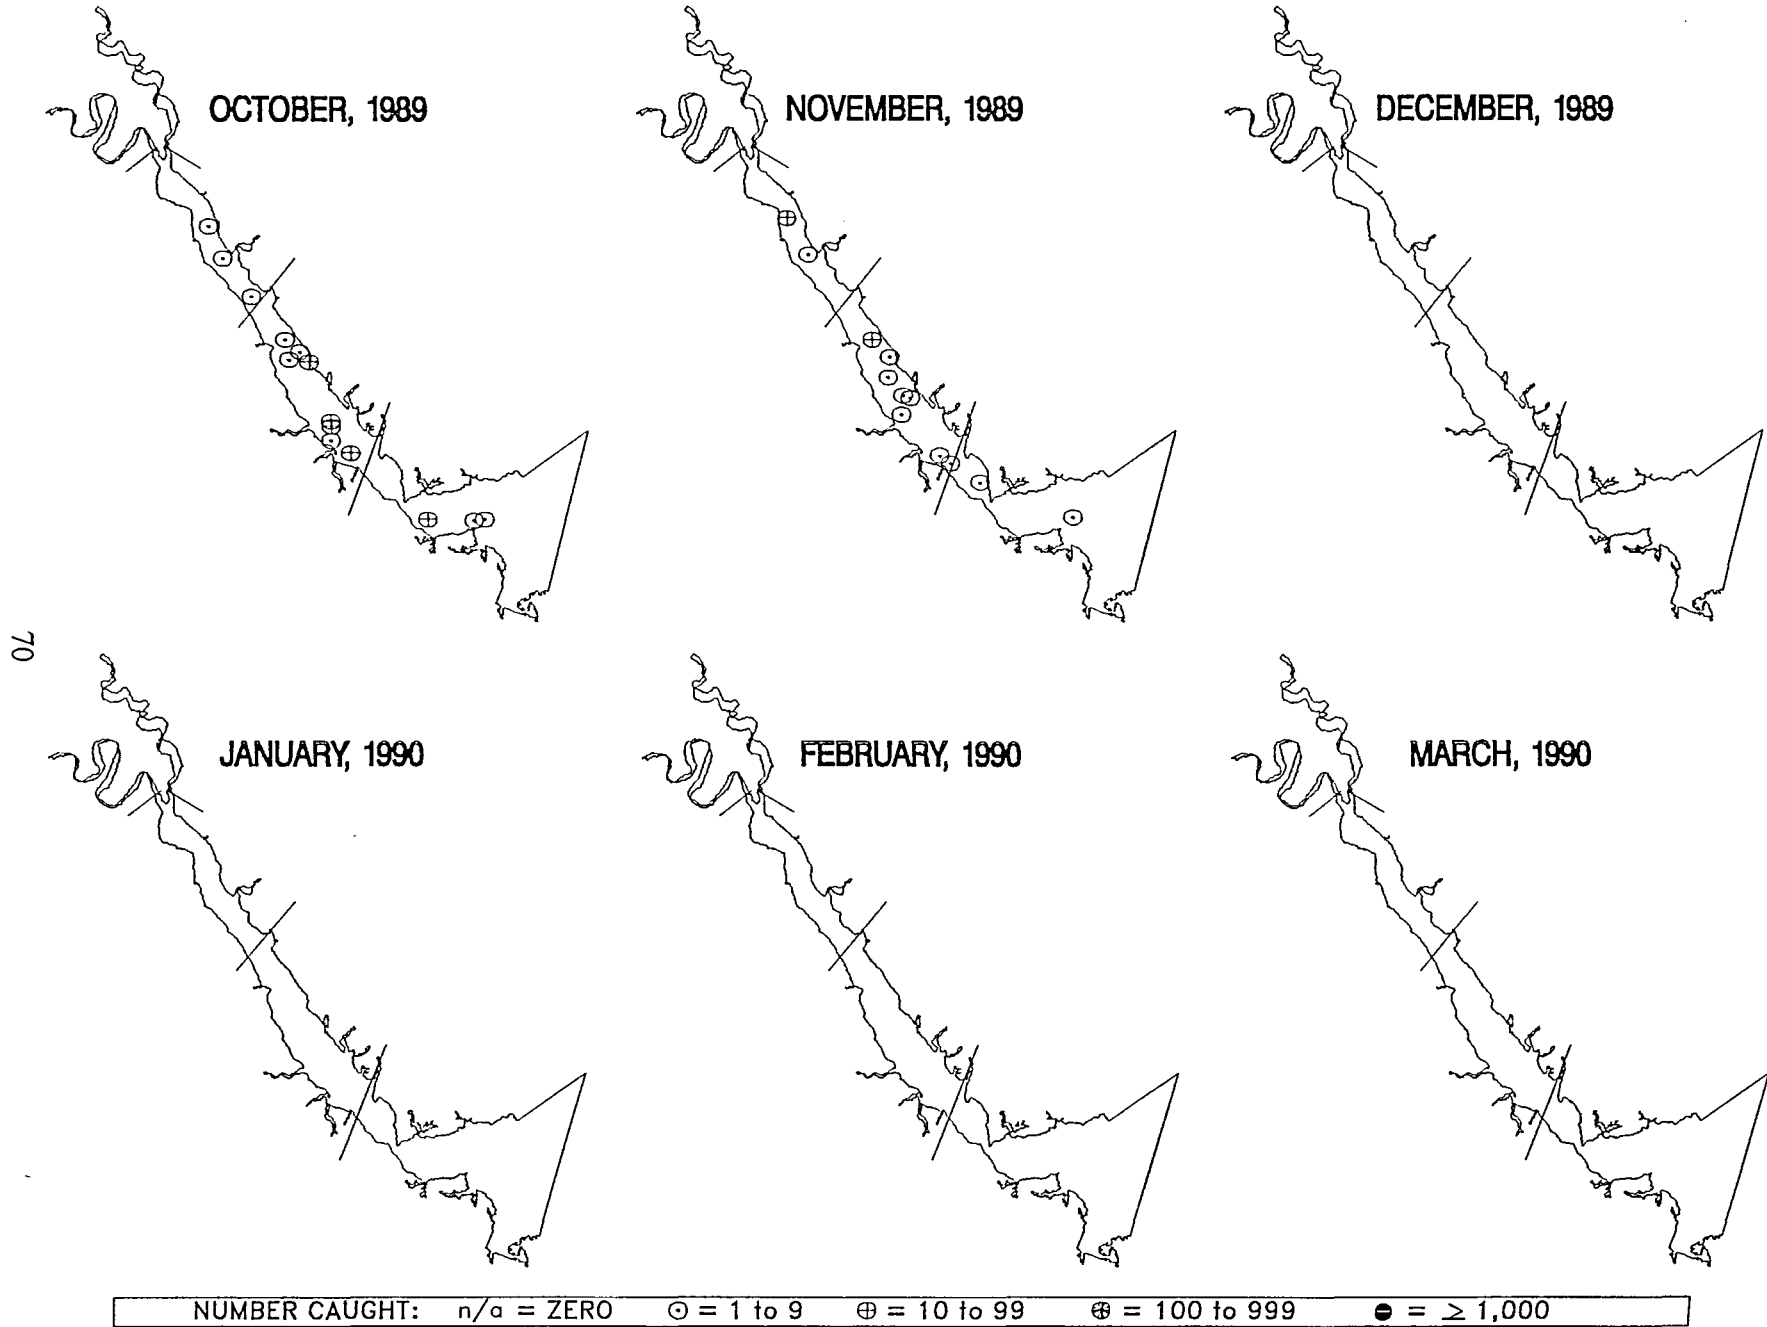 OCTOBER, 1989
NOVEMBER, 1989
DECEMBER, 1989
70
JANUARY, 1990
FEBRUARY, 1990
MARCH, 1990
NUMBER CAUGHT: n/a = ZERO ⊙ = 1 to 9 ⊕ = 10 to 99 ⊕ = 100 to 999 ● = ≥ 1,000